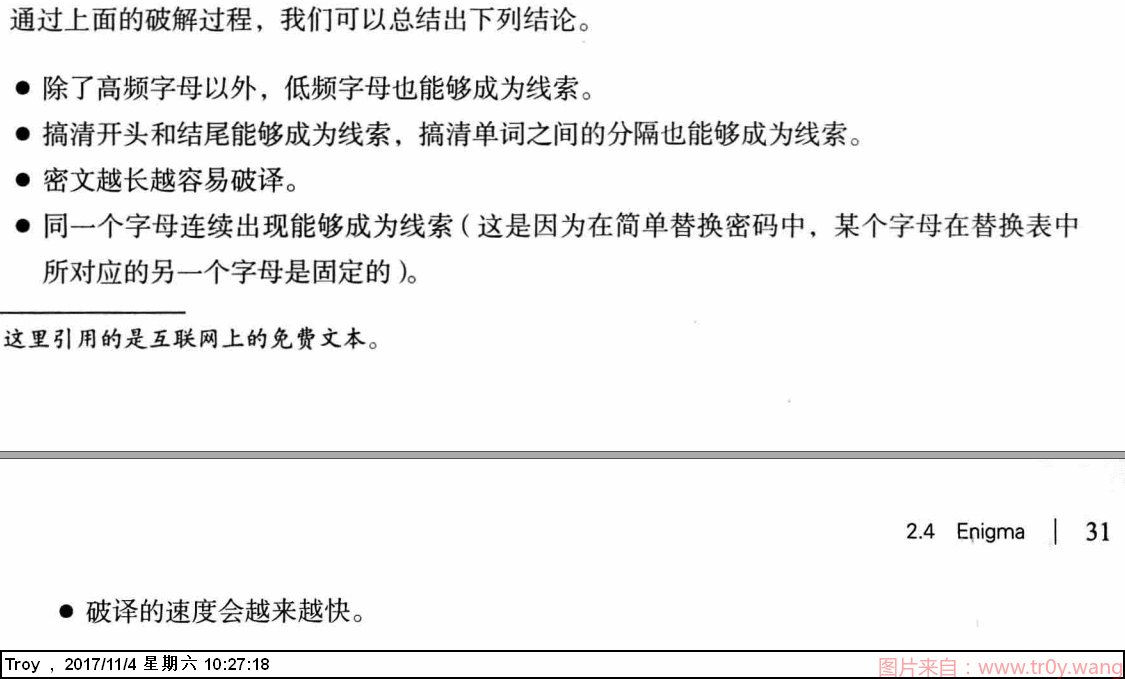 通过上面的破解过程，我们可以总结出下列结论。
● 除了高频字母以外，低频字母也能够成为线索。
● 搞清开头和结尾能够成为线索，搞清单词之间的分隔也能够成为线索。
● 密文越长越容易破译。
● 同一个字母连续出现能够成为线索（这是因为在简单替换密码中，某个字母在替换表中
所对应的另一个字母是固定的）。
这里引用的是互联网上的免费文本。
2.4 Enigma | 31
● 破译的速度会越来越快。
Troy , 2017/11/4 星期六 10:27:18
图片来自：www.tr0y.wang